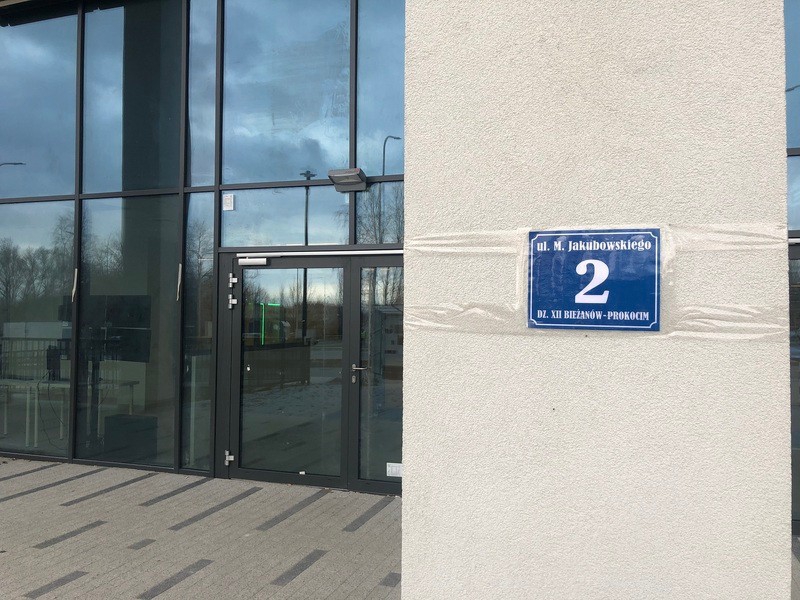 ul. M. Jakubowskiego
2
DZ. XII BIEŻANÓW-PROKOCIM